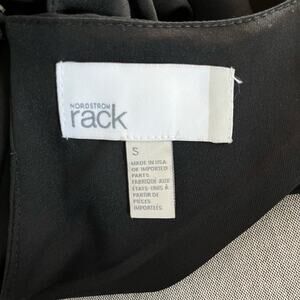 NORDSTROM
rack
S
MADE IN USA
OF IMPORTED
PARTS
FABRIQUÉ AUX
ÉTATS-UNIS À
PARTIR DE
PIÈCES
IMPORTÉES